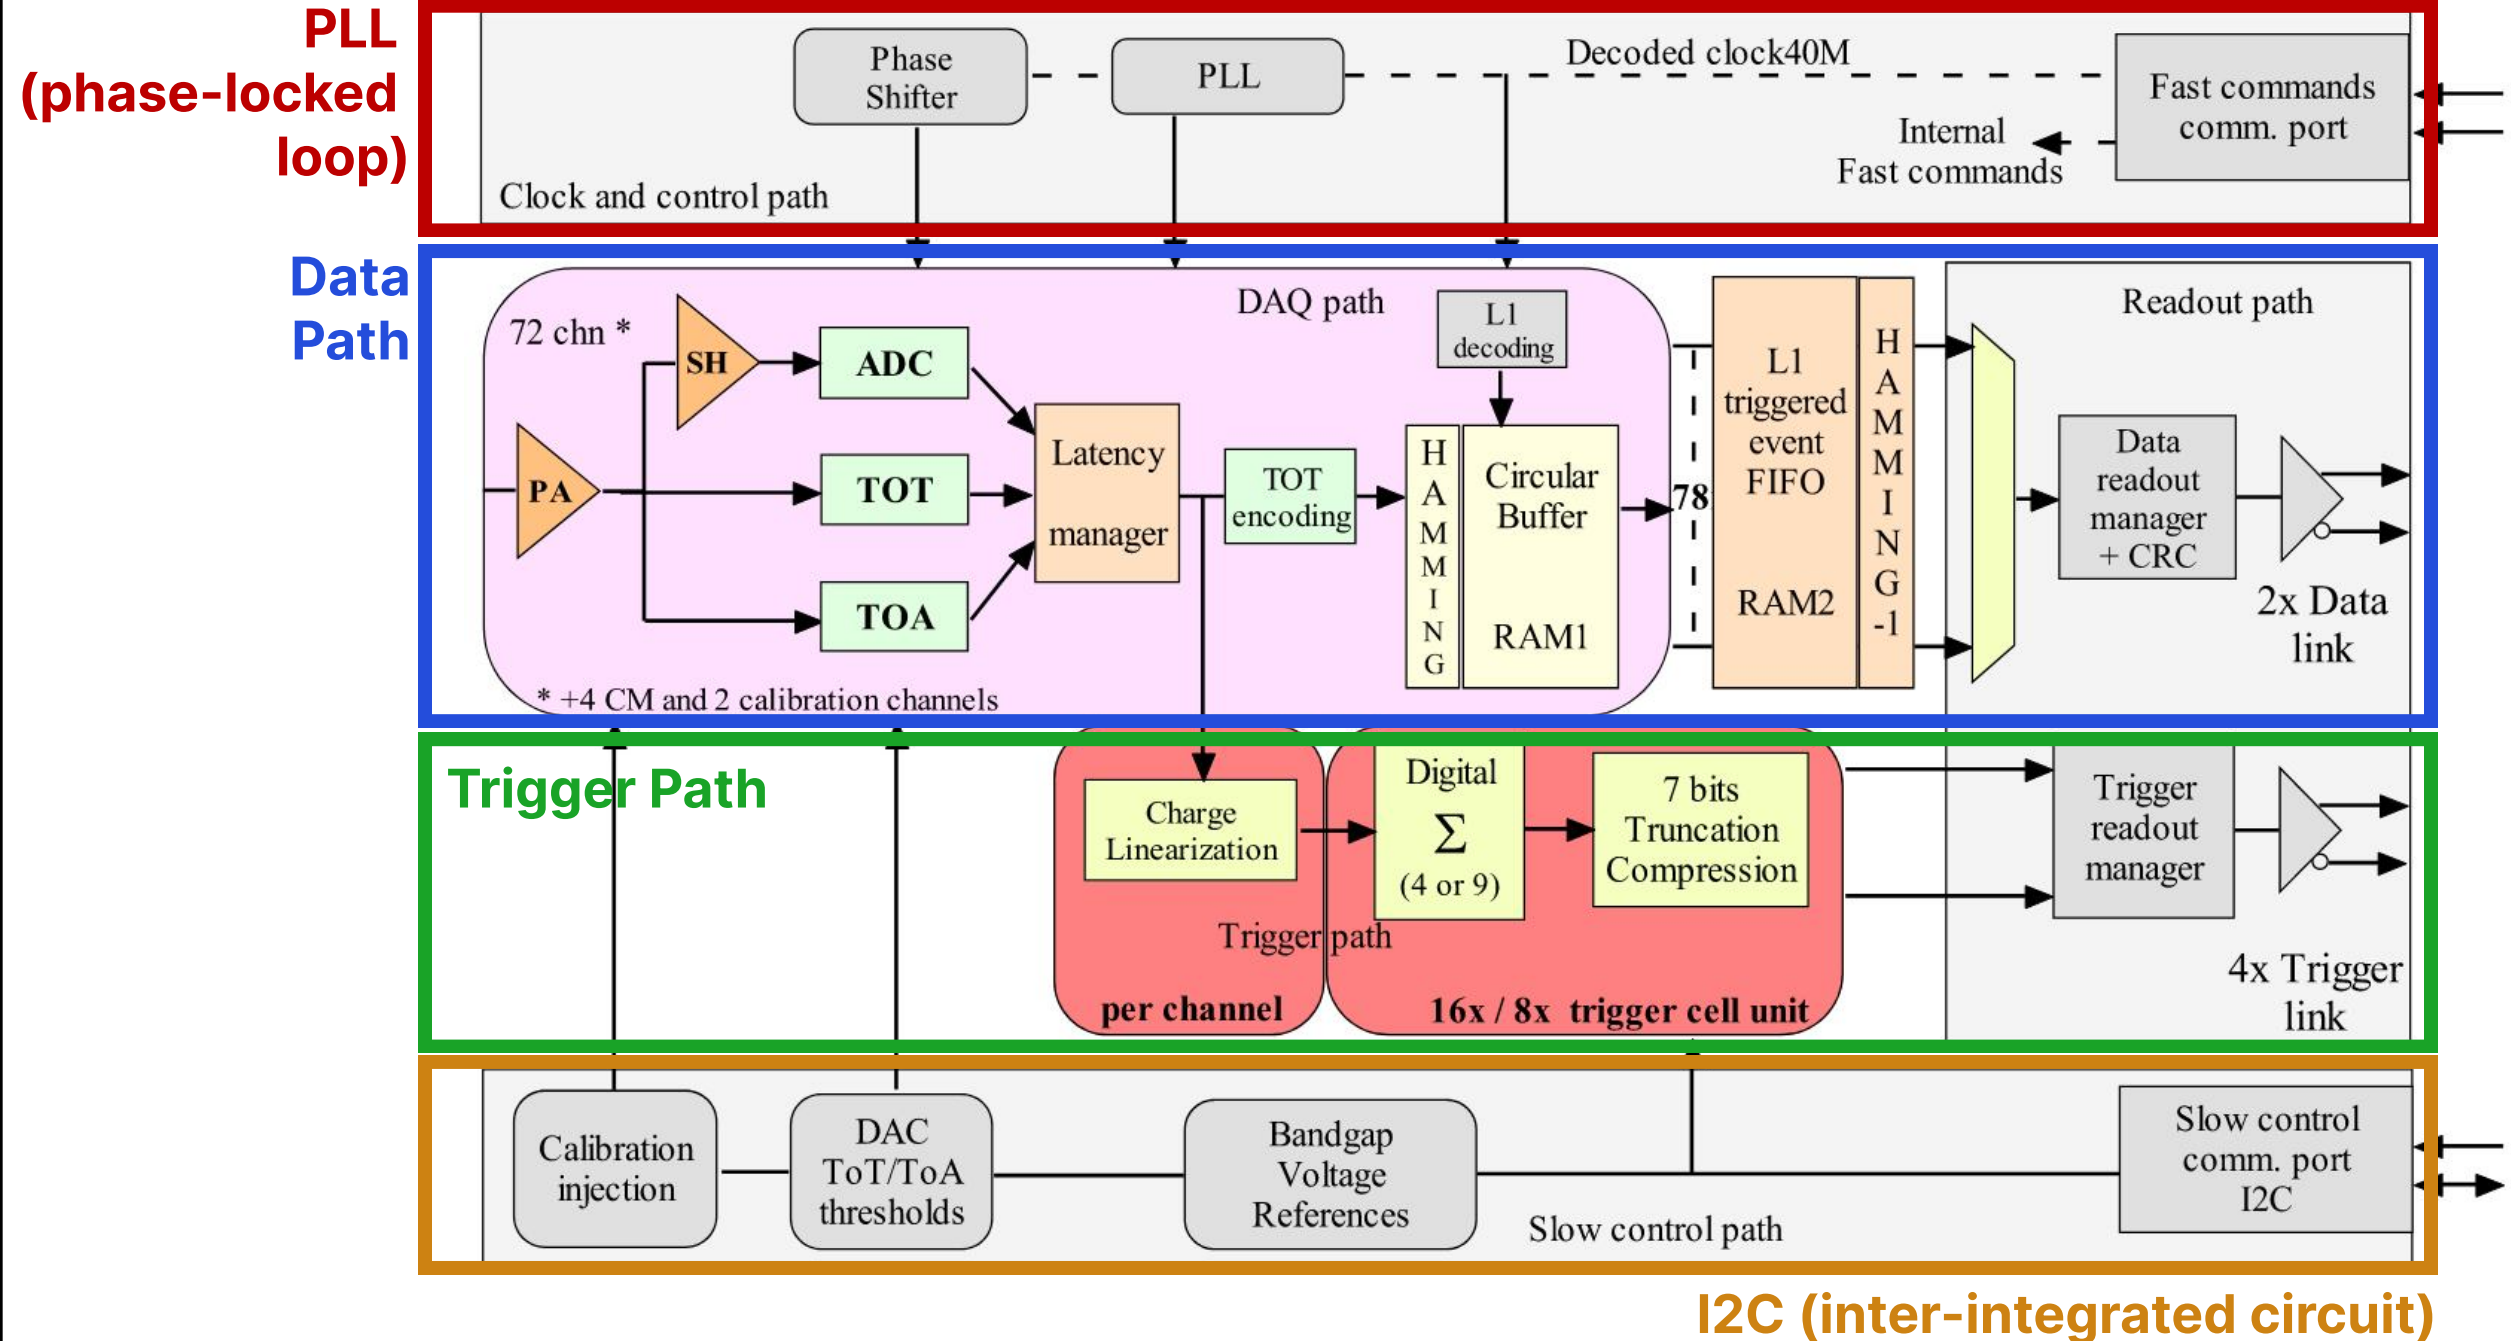 PLL
(phase-locked
loop)
Phase
Shifter
PLL
Decoded clock40M
Fast commands
comm. port
Internal
Fast commands
Clock and control path
Data
Path
72 chn *
DAQ path
SH
ADC
PA
TOT
TOA
Latency
manager
TOT
encoding
L1
decoding
H
A
M
M
I
N
G
Circular
Buffer
RAM1
78
L1
triggered
event
FIFO
RAM2
H
A
M
M
I
N
G
-1
Readout path
Data
readout
manager
+ CRC
2x Data
link
* +4 CM and 2 calibration channels
Trigger Path
Charge
Linearization
Digital
Σ
(4 or 9)
7 bits
Truncation
Compression
Trigger path
per channel
16x / 8x trigger cell unit
Trigger
readout
manager
4x Trigger
link
Calibration
injection
DAC
ToT/ToA
thresholds
Bandgap
Voltage
References
Slow control path
Slow control
comm. port
I2C
I2C (inter-integrated circuit)